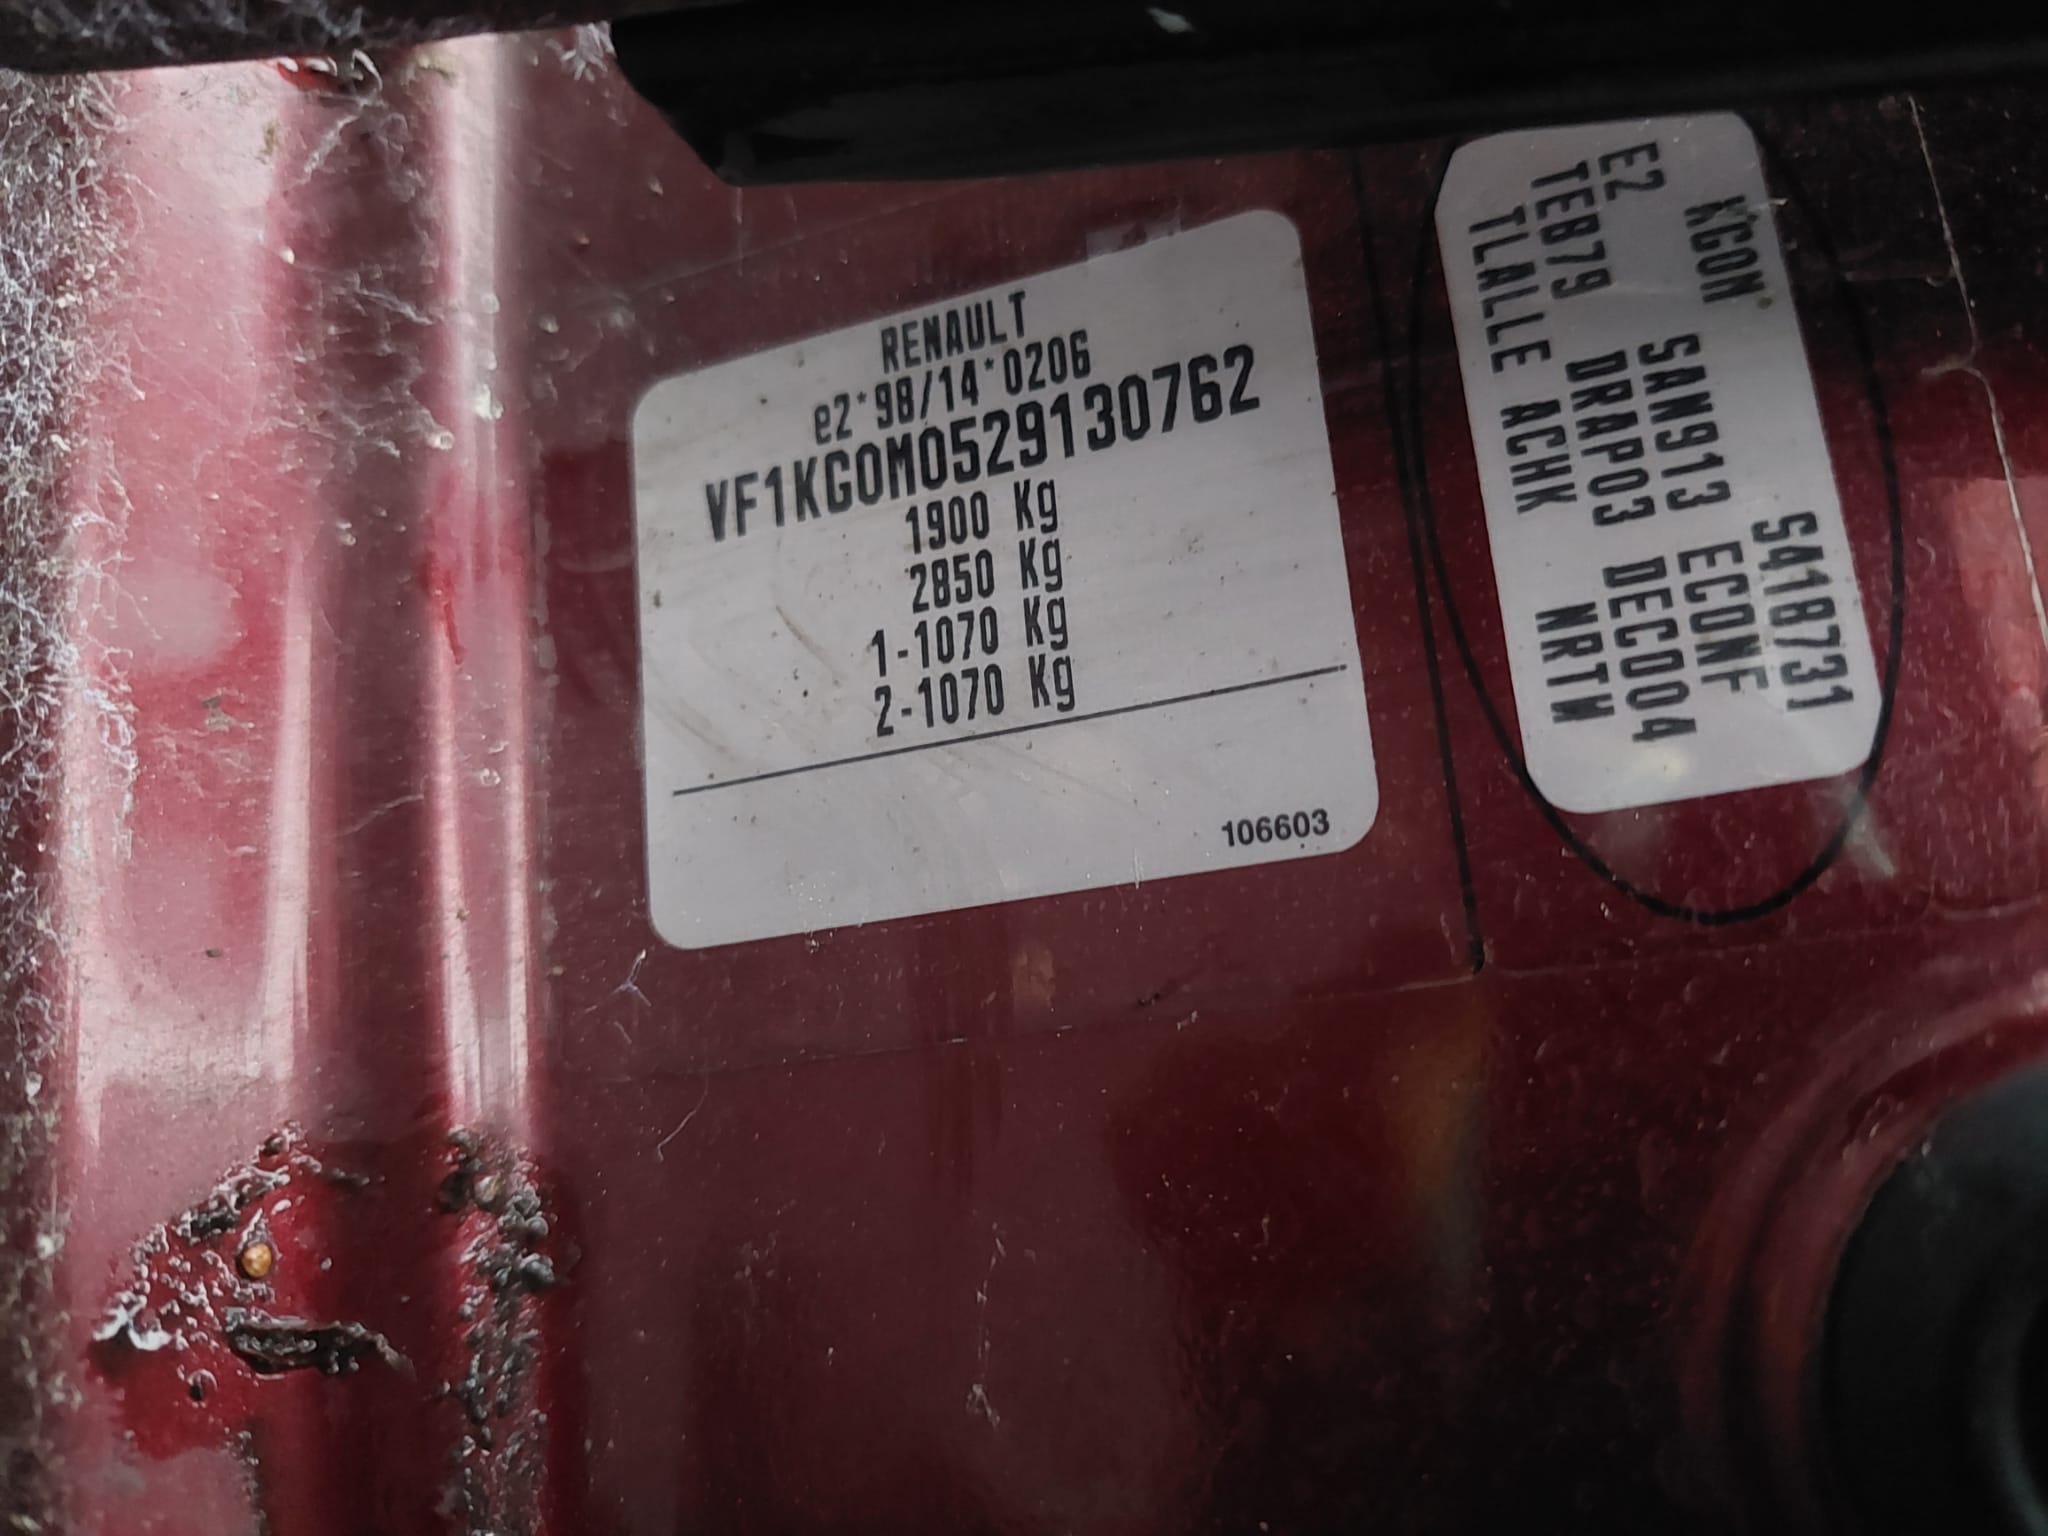 RENAULT
e2*98/14*0206
VF1KG0M0529130762
1900 Kg
2850 Kg
1-1070 Kg
2-1070 Kg
106603
KCON S418731
E2 SAN913 ECONF
TEB79 DRAP03 DEC004
TLALLE ACHK NRTW